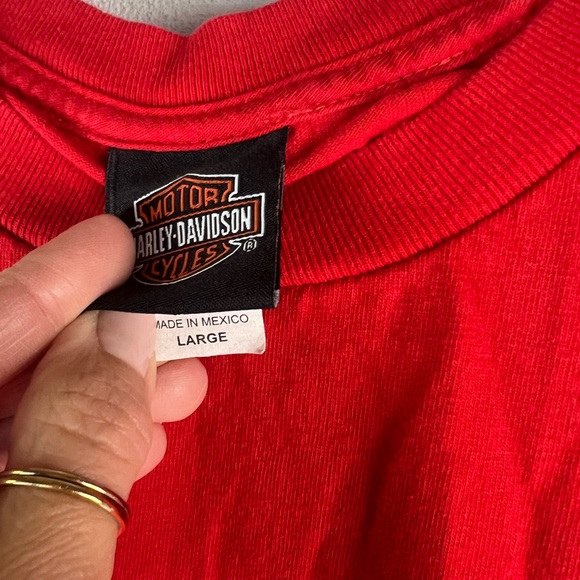 MOTOR
HARLEY-DAVIDSON
CYCLES
®
MADE IN MEXICO
LARGE